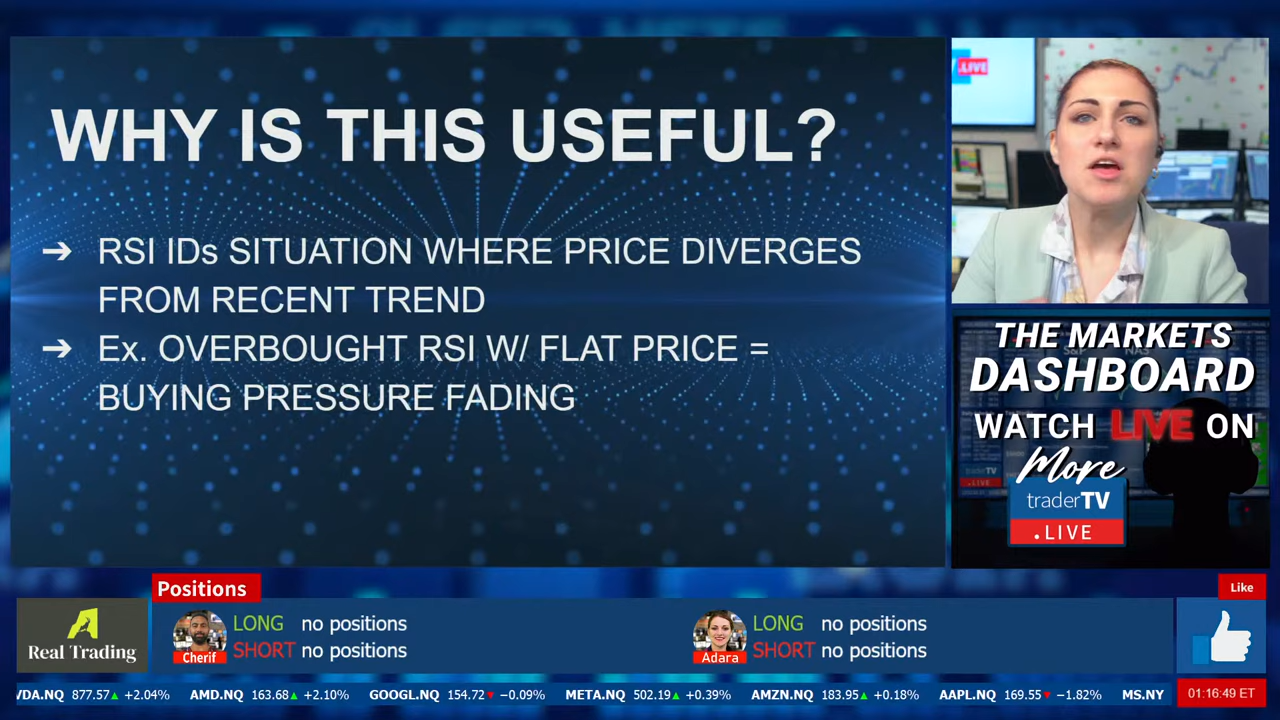 WHY IS THIS USEFUL?
➔ RSI IDs SITUATION WHERE PRICE DIVERGES
FROM RECENT TREND
➔ Ex. OVERBOUGHT RSI W/ FLAT PRICE =
BUYING PRESSURE FADING
.LIVE
THE MARKETS
DASHBOARD
WATCH LIVE ON
More
traderTV
.LIVE
Positions
Like
Real Trading
Cherif
LONG no positions
SHORT no positions
Adara
LONG no positions
SHORT no positions
VDA.NQ 877.57▲ +2.04% AMD.NQ 163.68▲ +2.10% GOOGL.NQ 154.72▼ −0.09% META.NQ 502.19▲ +0.39% AMZN.NQ 183.95▲ +0.18% AAPL.NQ 169.55▼ −1.82% MS.NY
01:16:49 ET